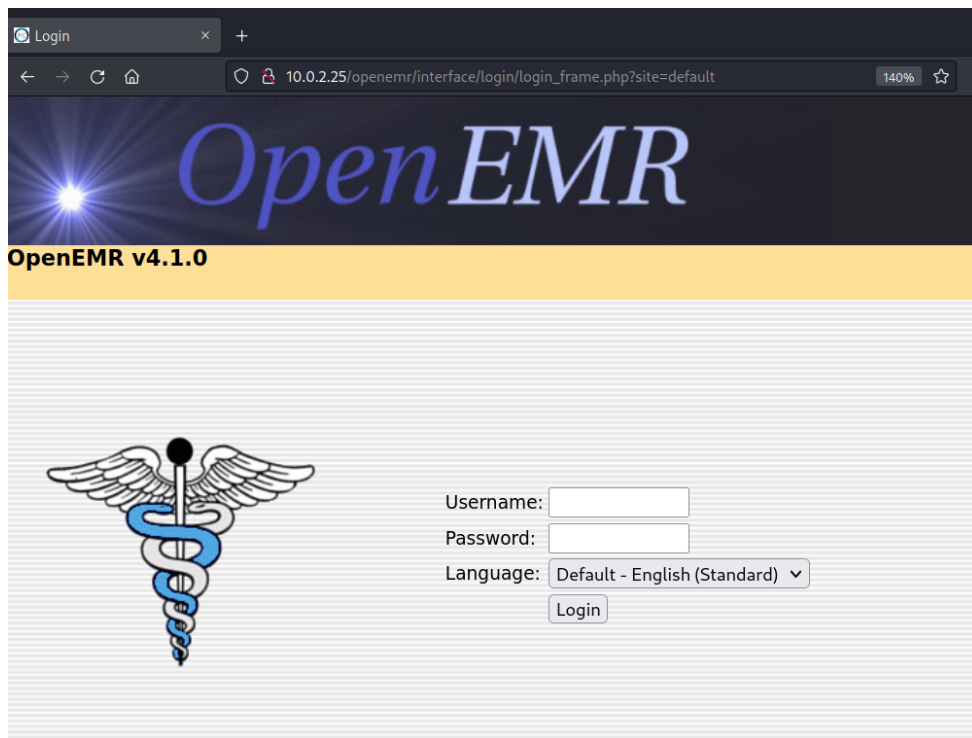 Login
10.0.2.25/openemr/interface/login/login_frame.php?site=default 140%
OpenEMR
OpenEMR v4.1.0
Username:
Password:
Language: Default - English (Standard)
Login